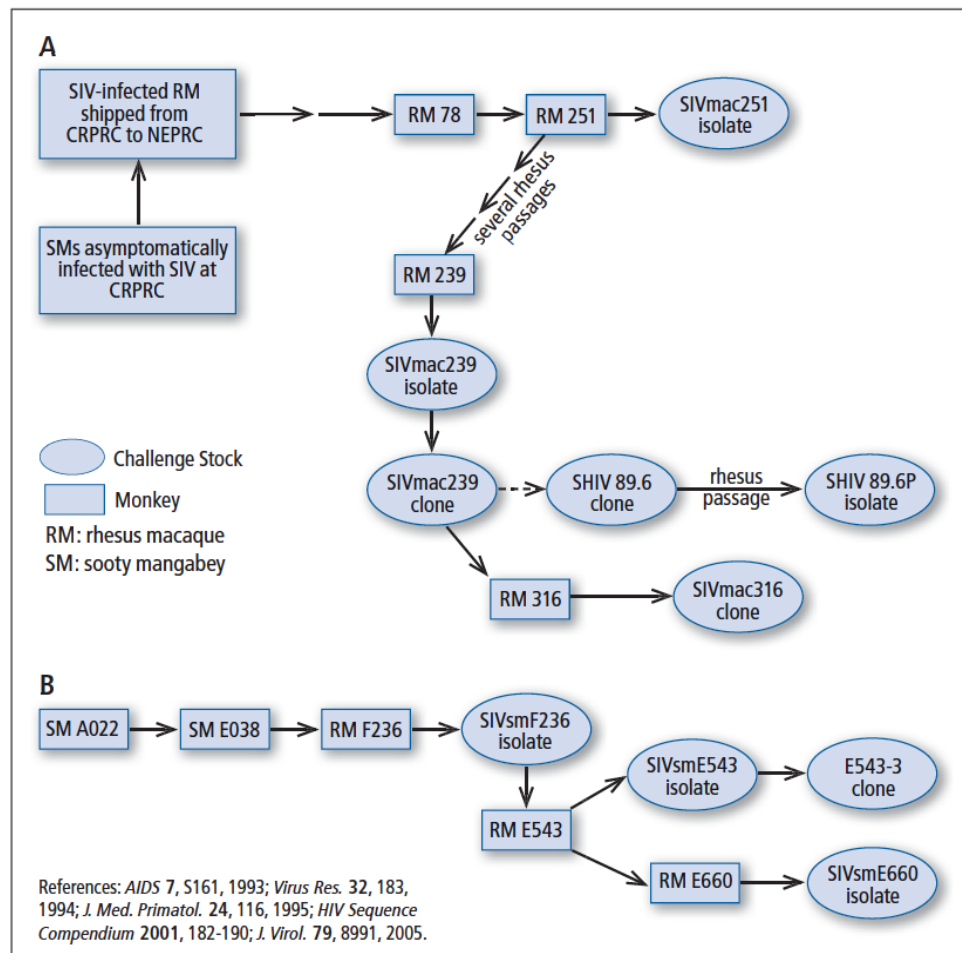 A
SIV-infected RM
shipped from
CRPRC to NEPRC
RM 78
RM 251
SIVmac251
isolate
several rhesus
passages
SMs asymptomatically
infected with SIV at
CRPRC
RM 239
SIVmac239
isolate
Challenge Stock
Monkey
RM: rhesus macaque
SM: sooty mangabey
SIVmac239
clone
SHIV 89.6
clone
rhesus
passage
SHIV 89.6P
isolate
RM 316
SIVmac316
clone
B
SM A022
SM E038
RM F236
SIVsmF236
isolate
SIVsmE543
isolate
E543-3
clone
RM E543
RM E660
SIVsmE660
isolate
References: AIDS 7, S161, 1993; Virus Res. 32, 183,
1994; J. Med. Primatol. 24, 116, 1995; HIV Sequence
Compendium 2001, 182-190; J. Virol. 79, 8991, 2005.